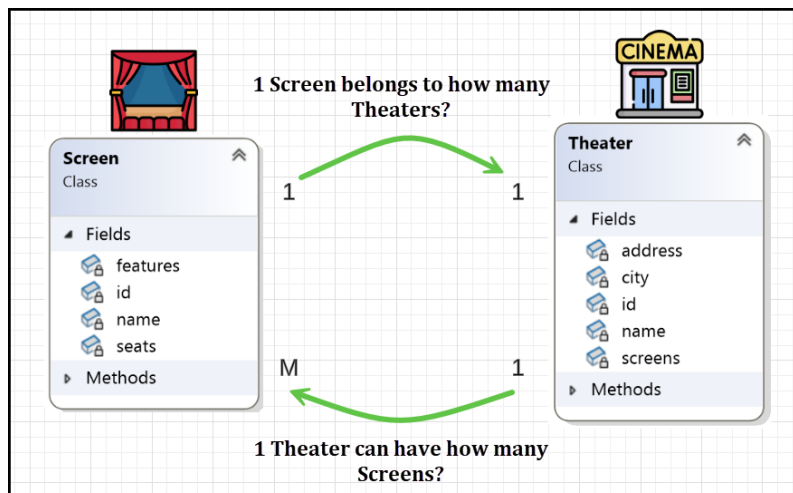 CINEMA
1 Screen belongs to how many
Theaters?
Screen
Class
Fields
features
id
name
seats
Methods
1
1
Theater
Class
Fields
address
city
id
name
screens
Methods
M
1
1 Theater can have how many
Screens?